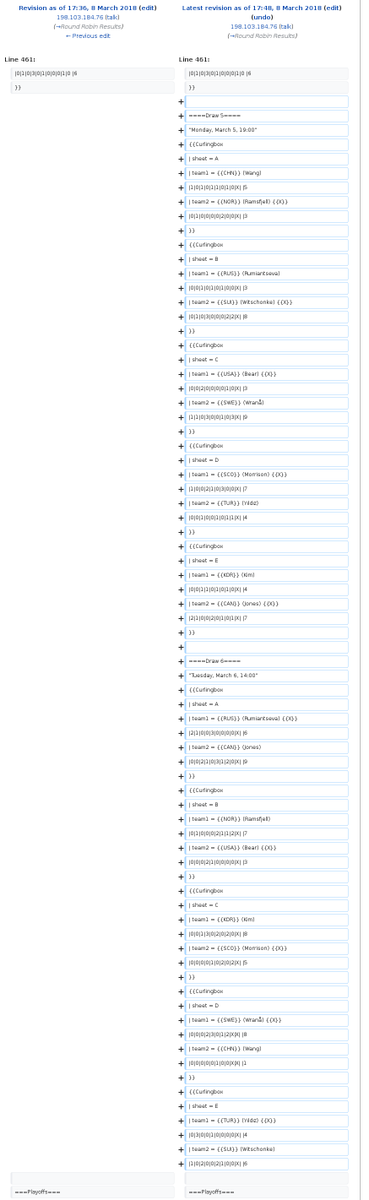 Revision as of 17:36, 8 March 2018 (edit)
198.103.184.76 (talk)
(→Round Robin Results)
← Previous edit
Latest revision as of 17:48, 8 March 2018 (edit)
(undo)
198.103.184.76 (talk)
(→Round Robin Results)
Line 461:
Line 461:
|0|1|0|3|0|1|0|0|0|1|0 |6
|0|1|0|3|0|1|0|0|0|1|0 |6
}}
}}
+
+ ====Draw 5====
+ "Monday, March 5, 19:00"
+ {{Curlingbox
+ | sheet = A
+ | team1 = {{CHN}} (Wang)
+ |1|0|1|0|1|1|0|1|0|X| |5
+ | team2 = {{NOR}} (Ramsfjell) {{X}}
+ |0|1|0|0|0|0|2|0|0|X| |3
+ }}
+ {{Curlingbox
+ | sheet = B
+ | team1 = {{RUS}} (Rumiantseva)
+ |0|0|1|0|1|0|1|0|0|X| |3
+ | team2 = {{SUI}} (Witschonke) {{X}}
+ |0|1|0|3|0|0|0|2|2|X| |8
+ }}
+ {{Curlingbox
+ | sheet = C
+ | team1 = {{USA}} (Bear) {{X}}
+ |0|0|2|0|0|0|0|1|0|X| |3
+ | team2 = {{SWE}} (Wranå)
+ |1|1|0|3|0|0|1|0|3|X| |9
+ }}
+ {{Curlingbox
+ | sheet = D
+ | team1 = {{SCO}} (Morrison) {{X}}
+ |1|0|0|2|1|0|3|0|0|X| |7
+ | team2 = {{TUR}} (Yıldız)
+ |0|0|1|0|0|1|0|1|1|X| |4
+ }}
+ {{Curlingbox
+ | sheet = E
+ | team1 = {{KOR}} (Kim)
+ |0|0|1|1|0|1|0|1|0|X| |4
+ | team2 = {{CAN}} (Jones) {{X}}
+ |2|1|0|0|2|0|1|0|1|X| |7
+ }}
+
+ ====Draw 6====
+ "Tuesday, March 6, 14:00"
+ {{Curlingbox
+ | sheet = A
+ | team1 = {{RUS}} (Rumiantseva) {{X}}
+ |2|1|0|0|3|0|0|0|0|X| |6
+ | team2 = {{CAN}} (Jones)
+ |0|0|2|1|0|3|1|2|0|X| |9
+ }}
+ {{Curlingbox
+ | sheet = B
+ | team1 = {{NOR}} (Ramsfjell)
+ |0|1|0|0|0|2|1|1|2|X| |7
+ | team2 = {{USA}} (Bear) {{X}}
+ |0|0|0|2|1|0|0|0|0|X| |3
+ }}
+ {{Curlingbox
+ | sheet = C
+ | team1 = {{KOR}} (Kim)
+ |0|0|1|3|0|2|0|2|0|X| |8
+ | team2 = {{SCO}} (Morrison) {{X}}
+ |0|0|0|0|1|0|2|0|2|X| |5
+ }}
+ {{Curlingbox
+ | sheet = D
+ | team1 = {{SWE}} (Wranå) {{X}}
+ |0|0|0|2|3|0|1|2|X|X| |8
+ | team2 = {{CHN}} (Wang)
+ |0|0|0|0|0|1|0|0|X|X| |1
+ }}
+ {{Curlingbox
+ | sheet = E
+ | team1 = {{TUR}} (Yıldız) {{X}}
+ |0|3|0|0|1|0|0|0|0|X| |4
+ | team2 = {{SUI}} (Witschonke)
+ |1|0|2|0|0|2|1|0|0|X| |6
===Playoffs===
===Playoffs===